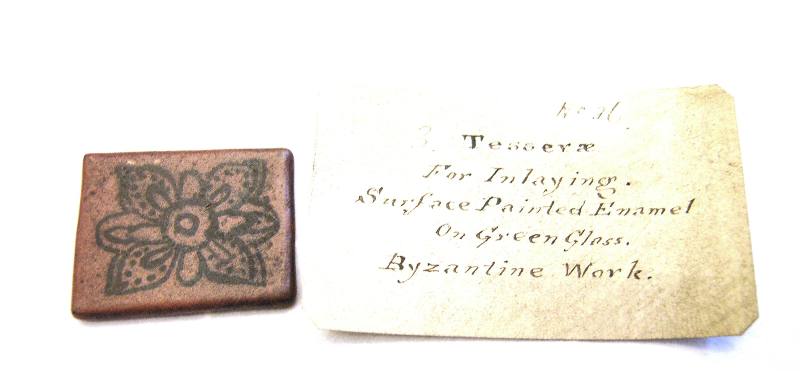 Tesseræ
For Inlaying.
Surface Painted Enamel
On Green Glass.
Byzantine Work.